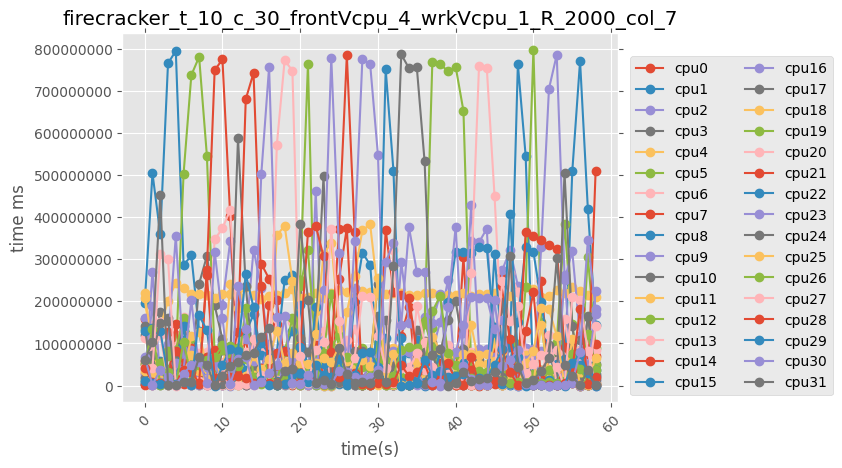 firecracker_t_10_c_30_frontVcpu_4_wrkVcpu_1_R_2000_col_7
800000000
700000000
600000000
500000000
400000000
300000000
200000000
100000000
0
time ms
0
10
20
30
40
50
60
time(s)
cpu0
cpu1
cpu2
cpu3
cpu4
cpu5
cpu6
cpu7
cpu8
cpu9
cpu10
cpu11
cpu12
cpu13
cpu14
cpu15
cpu16
cpu17
cpu18
cpu19
cpu20
cpu21
cpu22
cpu23
cpu24
cpu25
cpu26
cpu27
cpu28
cpu29
cpu30
cpu31